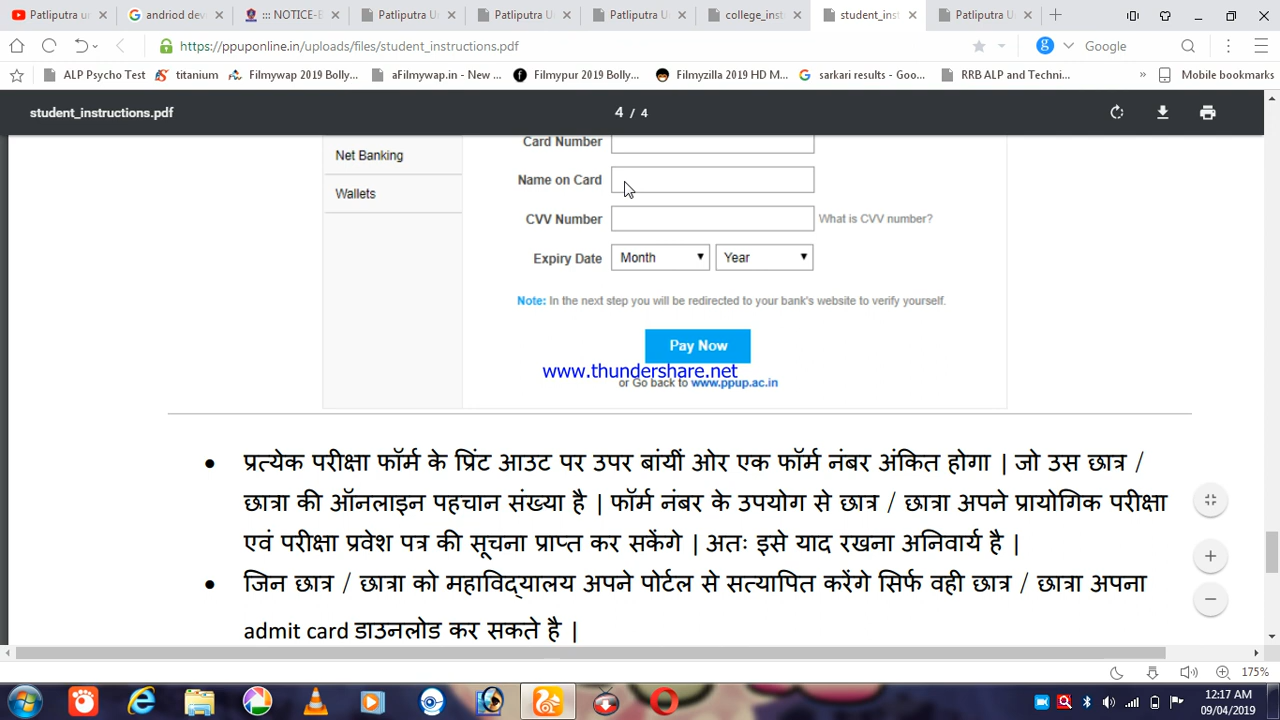 Patliputra un
andriod deva
::: NOTICE-B
Patliputra Un
Patliputra Un
Patliputra Un
college_insti
student_inst
Patliputra Un
https://ppuponline.in/uploads/files/student_instructions.pdf
Google
ALP Psycho Test
titanium
Filmywap 2019 Bolly...
aFilmywap.in - New ...
Filmypur 2019 Bolly...
Filmyzilla 2019 HD M...
sarkari results - Goo...
RRB ALP and Techni...
» Mobile bookmarks
student_instructions.pdf
4 / 4
Card Number
Net Banking
Name on Card
Wallets
CVV Number
What is CVV number?
Expiry Date Month Year
Note: In the next step you will be redirected to your bank's website to verify yourself.
Pay Now
www.thundershare.net
or Go back to www.ppup.ac.in
• प्रत्येक परीक्षा फॉर्म के प्रिंट आउट पर उपर बांयीं ओर एक फॉर्म नंबर अंकित होगा | जो उस छात्र /
छात्रा की ऑनलाइन पहचान संख्या है | फॉर्म नंबर के उपयोग से छात्र / छात्रा अपने प्रायोगिक परीक्षा
एवं परीक्षा प्रवेश पत्र की सूचना प्राप्त कर सकेंगे | अतः इसे याद रखना अनिवार्य है |
• जिन छात्र / छात्रा को महाविद्यालय अपने पोर्टल से सत्यापित करेंगे सिर्फ वही छात्र / छात्रा अपना
admit card डाउनलोड कर सकते है |
175%
12:17 AM
09/04/2019